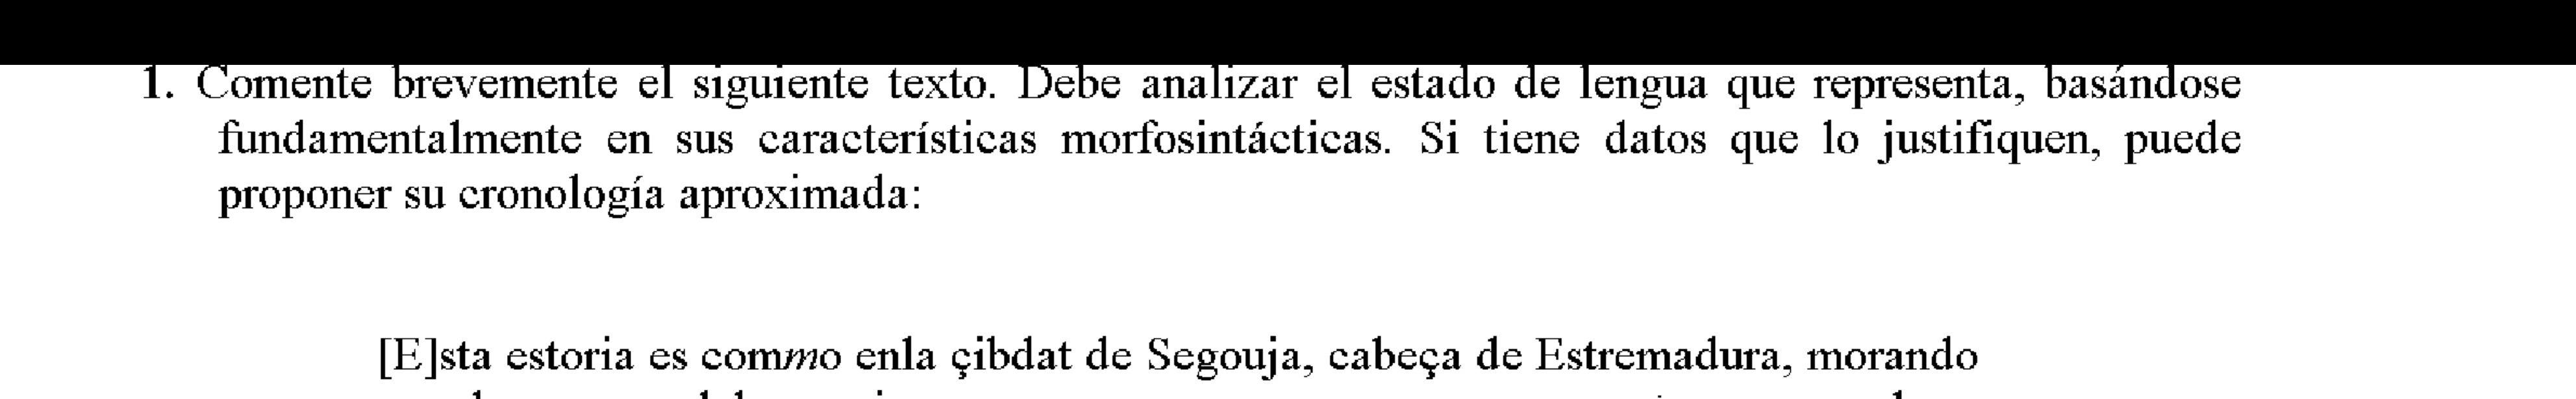 1. Comente brevemente el siguiente texto. Debe analizar el estado de lengua que representa, basándose
fundamentalmente en sus características morfosintácticas. Si tiene datos que lo justifiquen, puede
proponer su cronología aproximada:
[E]sta estoria es commo enla çibdat de Segouja, cabeça de Estremadura, morando